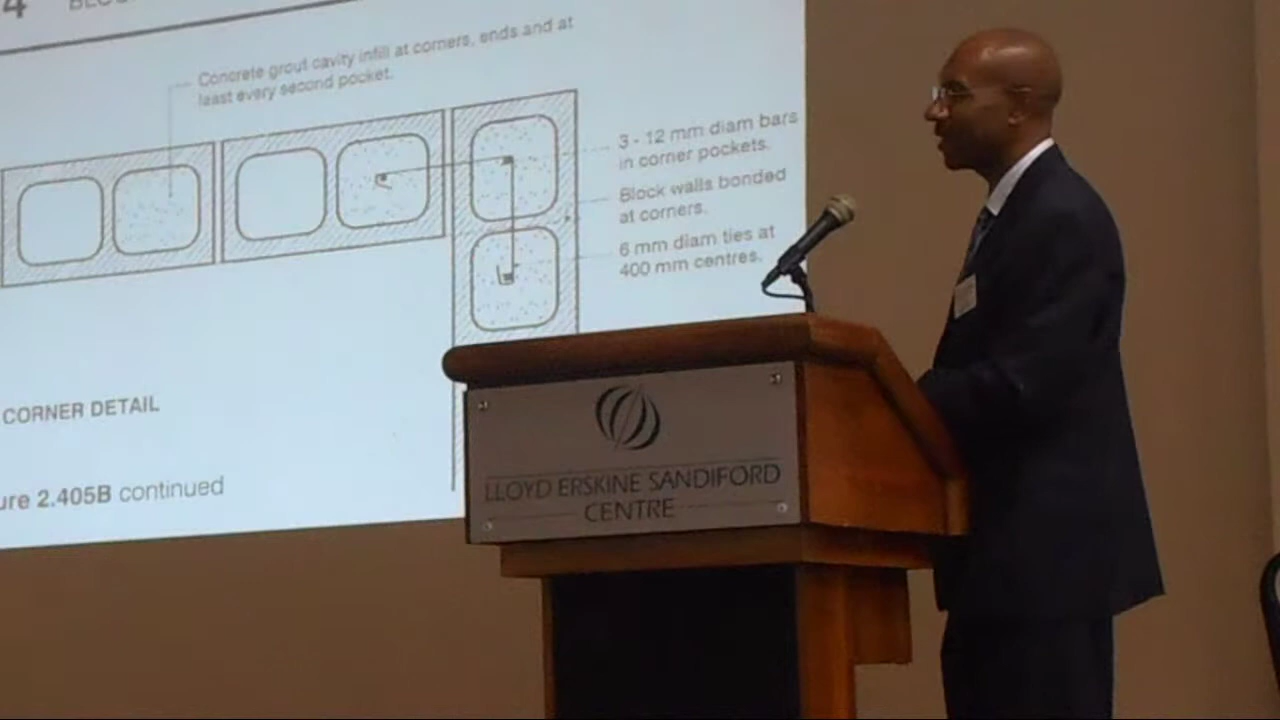 4
Concrete grout cavity infill at corners, ends and at
least every second pocket.
3 - 12 mm diam bars
in corner pockets.
Block walls bonded
at corners.
6 mm diam ties at
400 mm centres.
CORNER DETAIL
ure 2.405B continued
LLOYD ERSKINE SANDIFORD
CENTRE